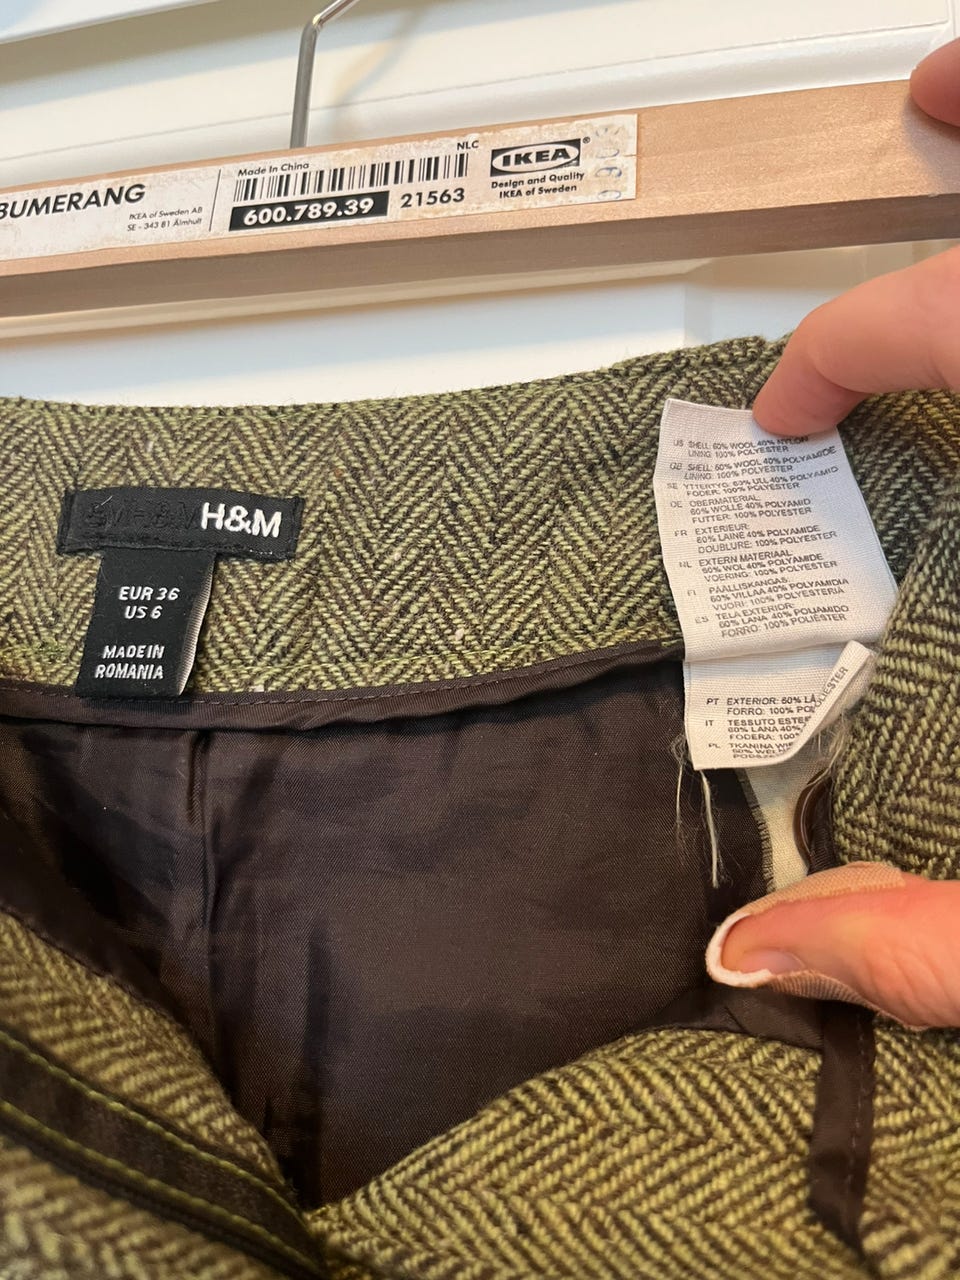 BUMERANG
IKEA of Sweden AB
SE - 343 81 Älmhult
Made in China
NLC
600.789.39
21563
IKEA®
Design and Quality
IKEA of Sweden
H&M
EUR 36
US 6
MADE IN
ROMANIA
US SHELL: 60% WOOL 40% NYLON
LINING: 100% POLYESTER
GB SHELL: 60% WOOL 40% POLYAMIDE
LINING: 100% POLYESTER
SE YTTERTYG: 60% ULL 40% POLYAMID
FODER: 100% POLYESTER
DE OBERMATERIAL:
60% WOLLE 40% POLYAMID
FUTTER: 100% POLYESTER
FR EXTERIEUR:
60% LAINE 40% POLYAMIDE
DOUBLURE: 100% POLYESTER
NL EXTERN MATERIAAL:
60% WOL 40% POLYAMIDE
VOERING: 100% POLYESTER
FI PÄÄLLISKANGAS:
60% VILLAA 40% POLYAMIDIA
VUORI: 100% POLYESTERIA
ES TELA EXTERIOR:
60% LANA 40% POLIAMIDO
FORRO: 100% POLIÉSTER
PT EXTERIOR: 60% LÃ
FORRO: 100%
IT TESSUTO
60% LANA 40%
FODERA: 100%
PL TKANINA
60%
POLIESTER